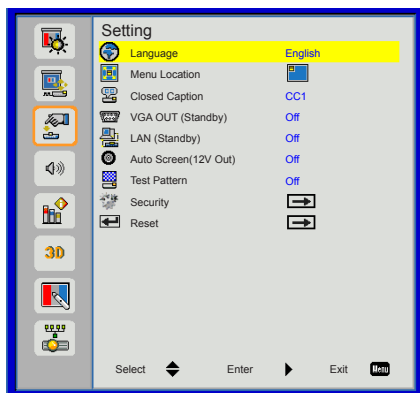 Setting
Language English
Menu Location
Closed Caption CC1
VGA OUT (Standby) Off
LAN (Standby) Off
Auto Screen(12V Out) Off
Test Pattern Off
Security
Reset
3D
Select Enter Exit Menu